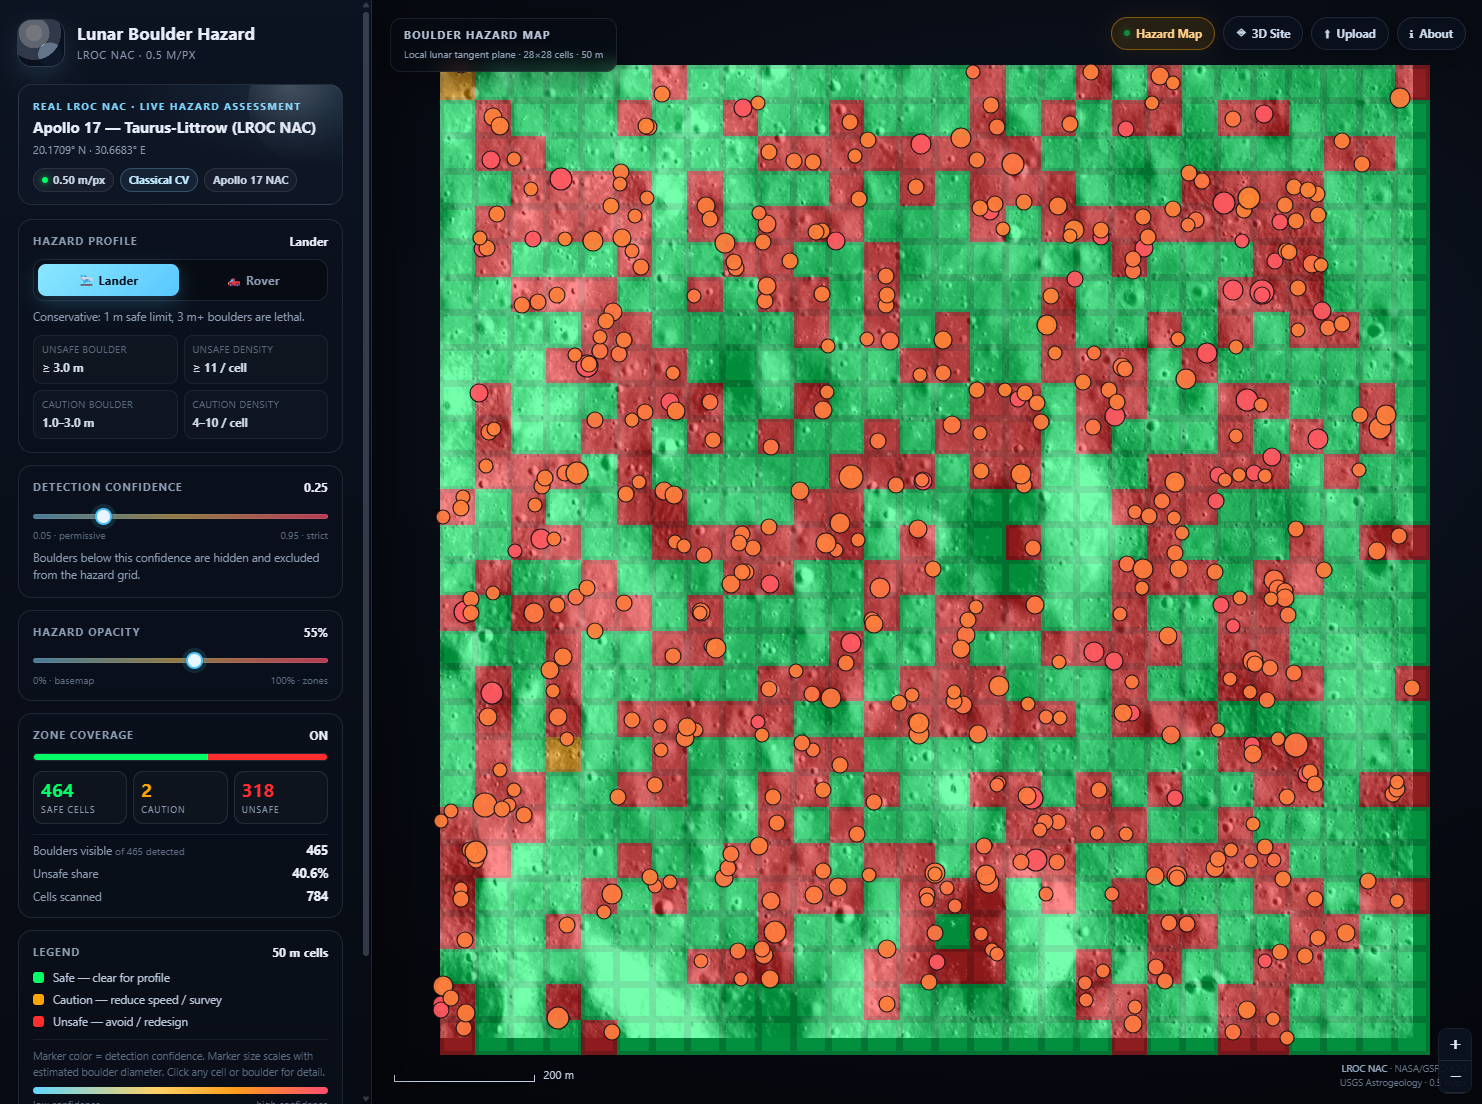 Lunar Boulder Hazard
LROC NAC · 0.5 M/PX
REAL LROC NAC · LIVE HAZARD ASSESSMENT
Apollo 17 — Taurus-Littrow (LROC NAC)
20.1709° N · 30.6683° E
0.50 m/px
Classical CV
Apollo 17 NAC
HAZARD PROFILE
Lander
Lander
Rover
Conservative: 1 m safe limit, 3 m+ boulders are lethal.
UNSAFE BOULDER
≥ 3.0 m
UNSAFE DENSITY
≥ 11 / cell
CAUTION BOULDER
1.0–3.0 m
CAUTION DENSITY
4–10 / cell
DETECTION CONFIDENCE
0.25
0.05 · permissive
0.95 · strict
Boulders below this confidence are hidden and excluded
from the hazard grid.
HAZARD OPACITY
55%
0% · basemap
100% · zones
ZONE COVERAGE
ON
464
SAFE CELLS
2
CAUTION
318
UNSAFE
Boulders visible of 465 detected
465
Unsafe share
40.6%
Cells scanned
784
LEGEND
50 m cells
Safe — clear for profile
Caution — reduce speed / survey
Unsafe — avoid / redesign
Marker color = detection confidence. Marker size scales with
estimated boulder diameter. Click any cell or boulder for detail.
BOULDER HAZARD MAP
Local lunar tangent plane · 28×28 cells · 50 m
Hazard Map
3D Site
Upload
i About
200 m
+
−
LROC NAC · NASA/GSF
USGS Astrogeology · 0.5